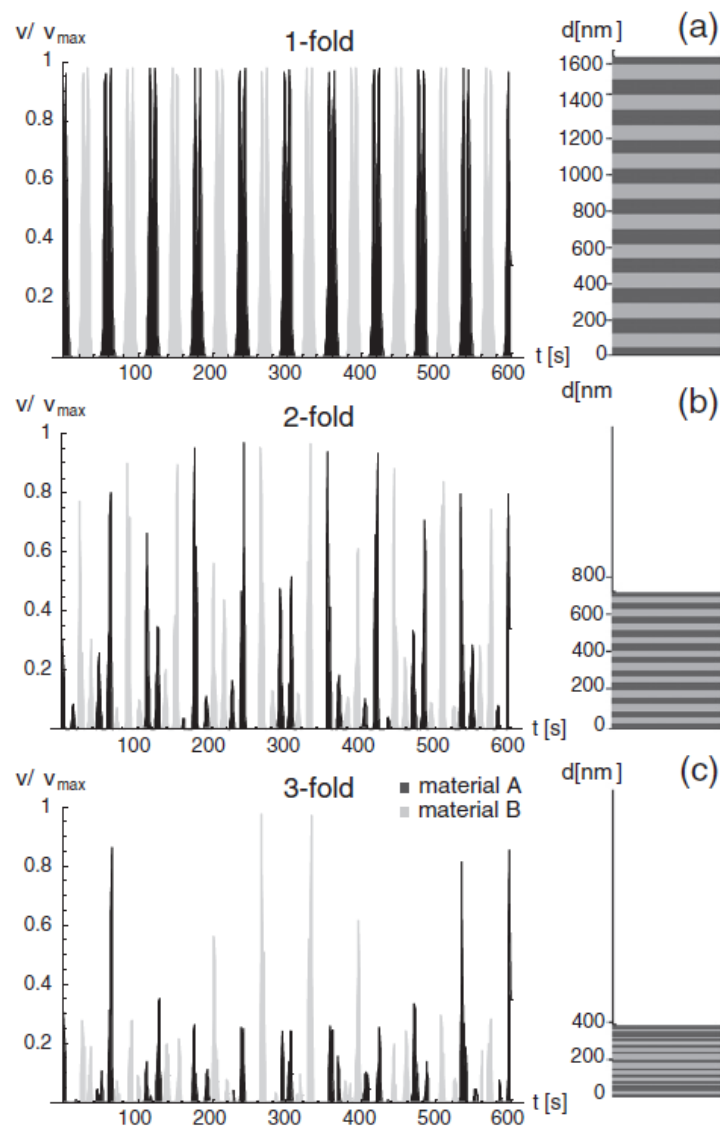 v/ vmax
1-fold
d[nm]
(a)
1
0.8
0.6
0.4
0.2
100 200 300 400 500 600
t [s]
1600
1400
1200
1000
800
600
400
200
0
v/ vmax
2-fold
d[nm
(b)
1
0.8
0.6
0.4
0.2
100 200 300 400 500 600
t [s]
800
600
400
200
0
v/ vmax
3-fold
material A
material B
d[nm]
(c)
1
0.8
0.6
0.4
0.2
100 200 300 400 500 600
t [s]
400
200
0